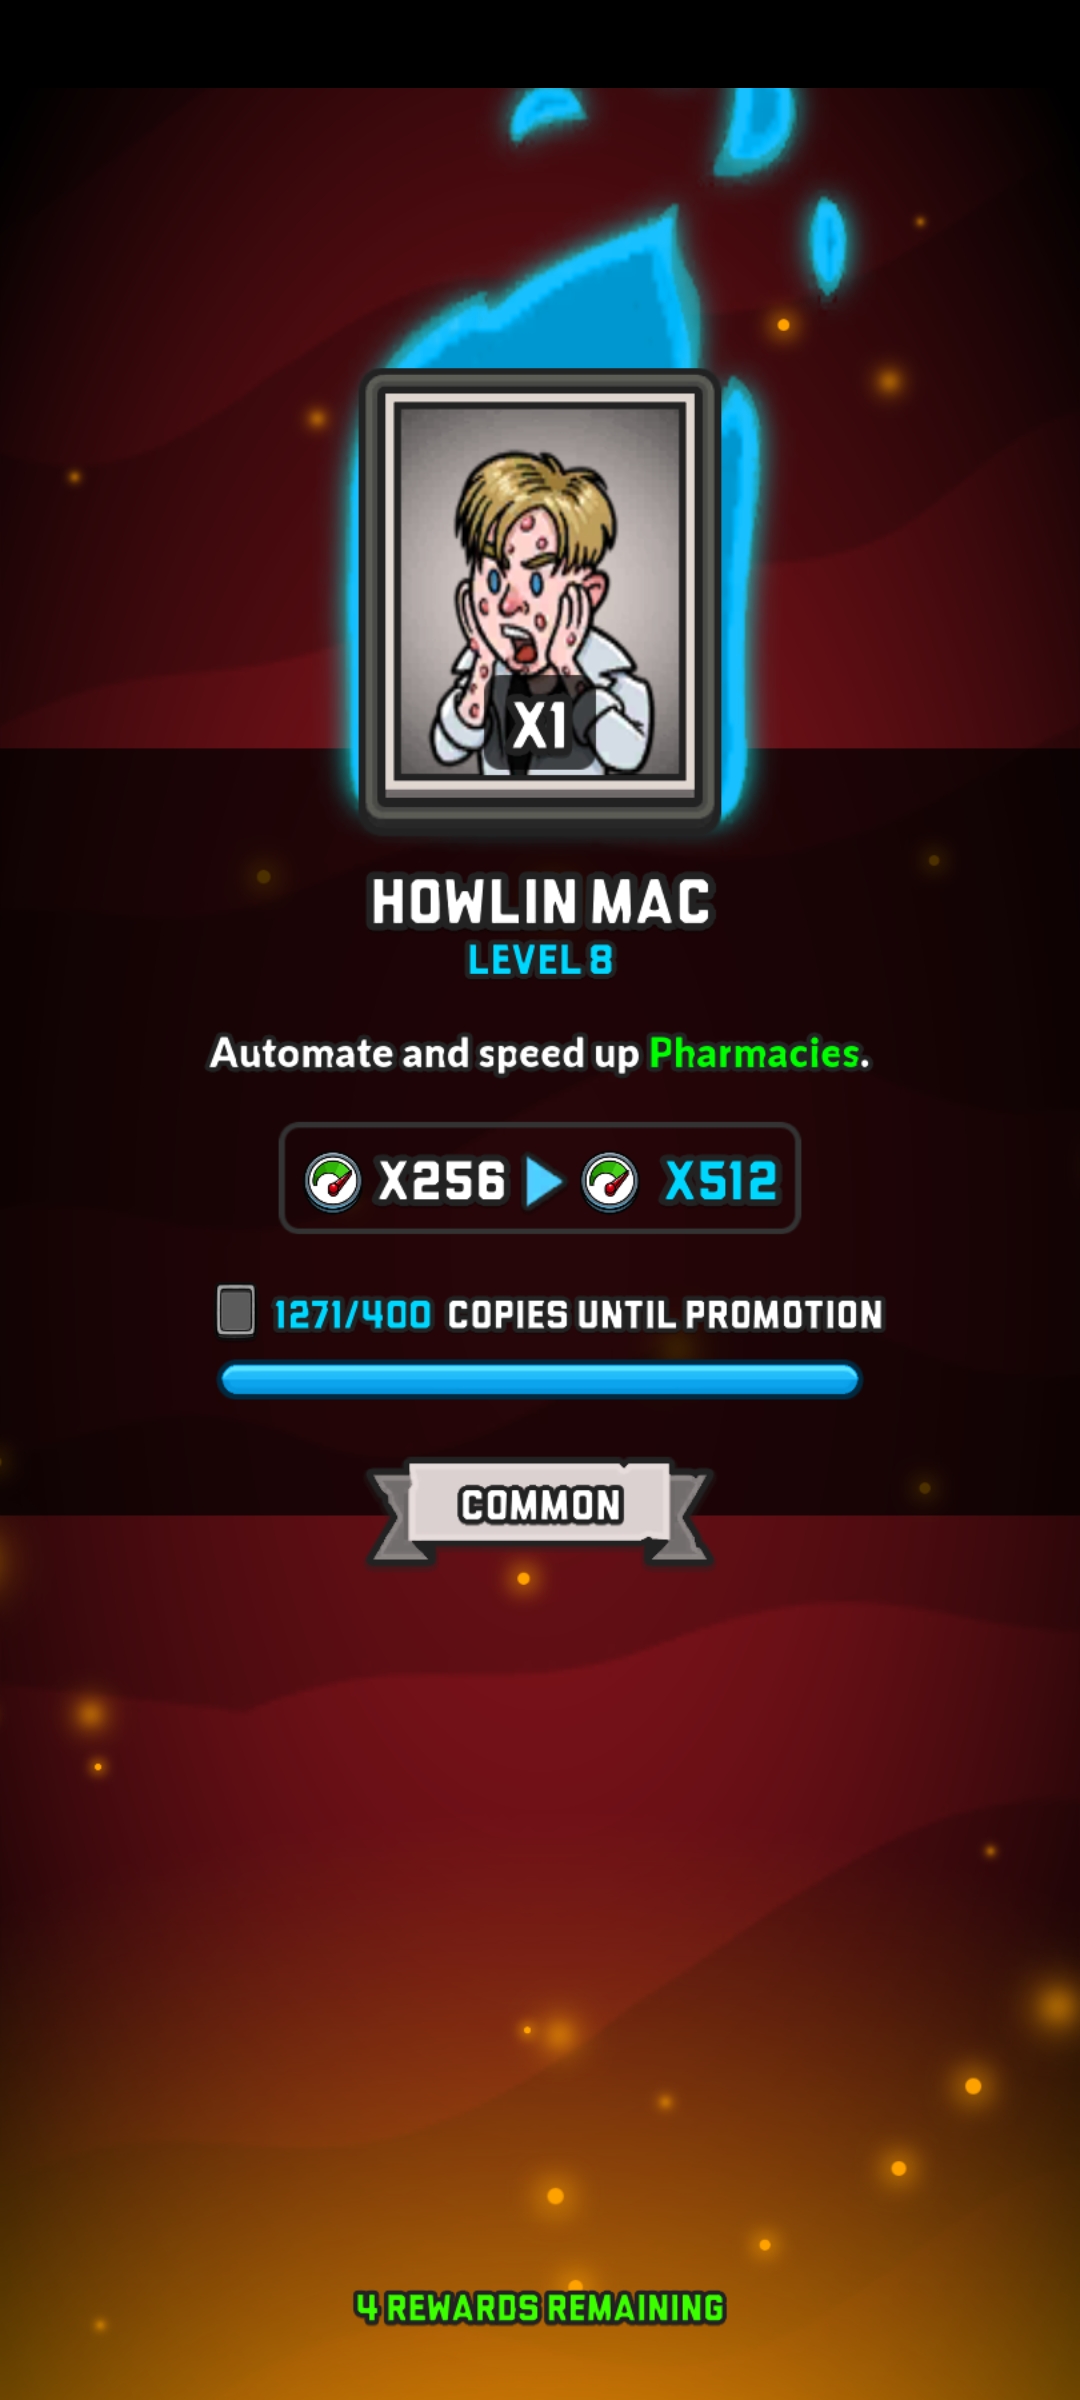 X1
HOWLIN MAC
LEVEL 8
Automate and speed up Pharmacies.
X256 X512
1271/400 COPIES UNTIL PROMOTION
COMMON
4 REWARDS REMAINING